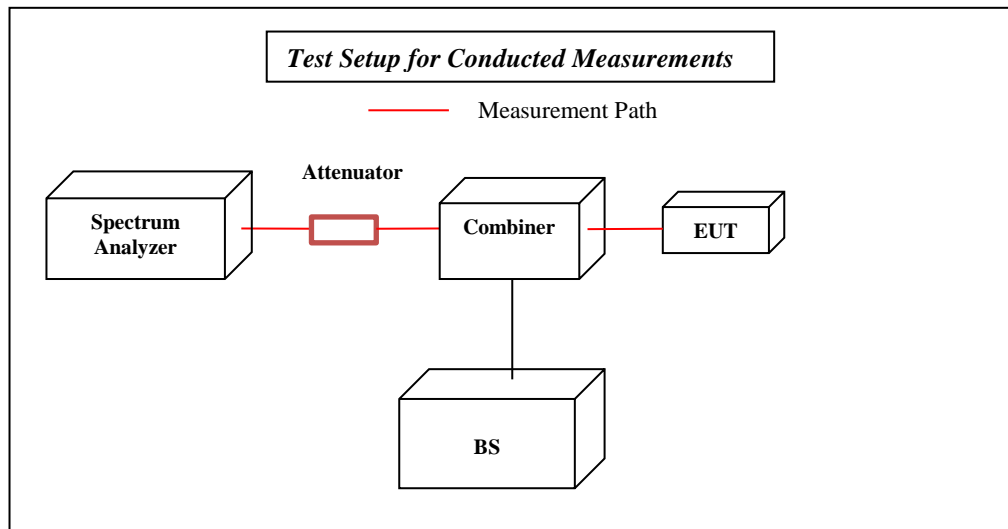 Test Setup for Conducted Measurements
Measurement Path
Attenuator
Spectrum
Analyzer
Combiner
EUT
BS